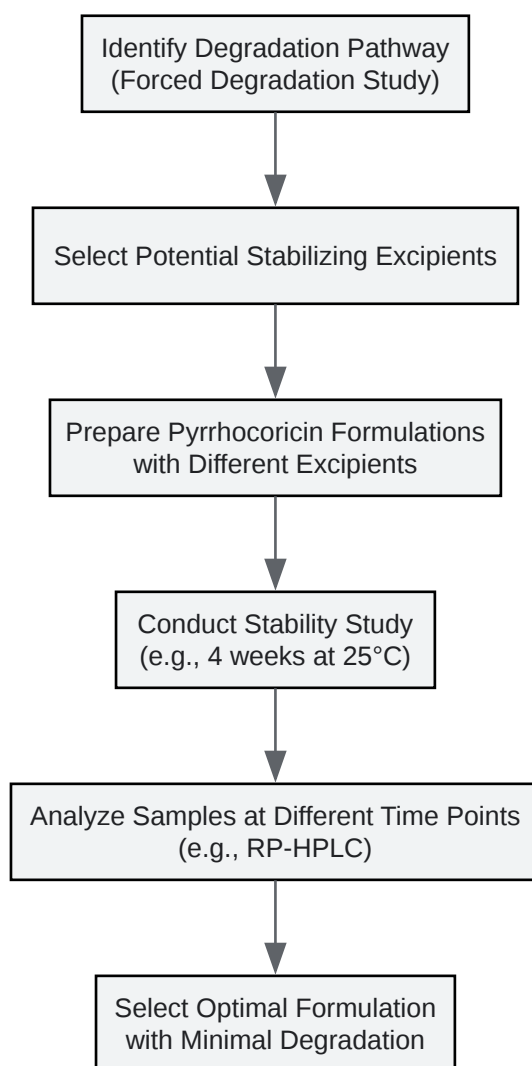 Identify Degradation Pathway
(Forced Degradation Study)
Select Potential Stabilizing Excipients
Prepare Pyrrhocoricin Formulations
with Different Excipients
Conduct Stability Study
(e.g., 4 weeks at 25°C)
Analyze Samples at Different Time Points
(e.g., RP-HPLC)
Select Optimal Formulation
with Minimal Degradation